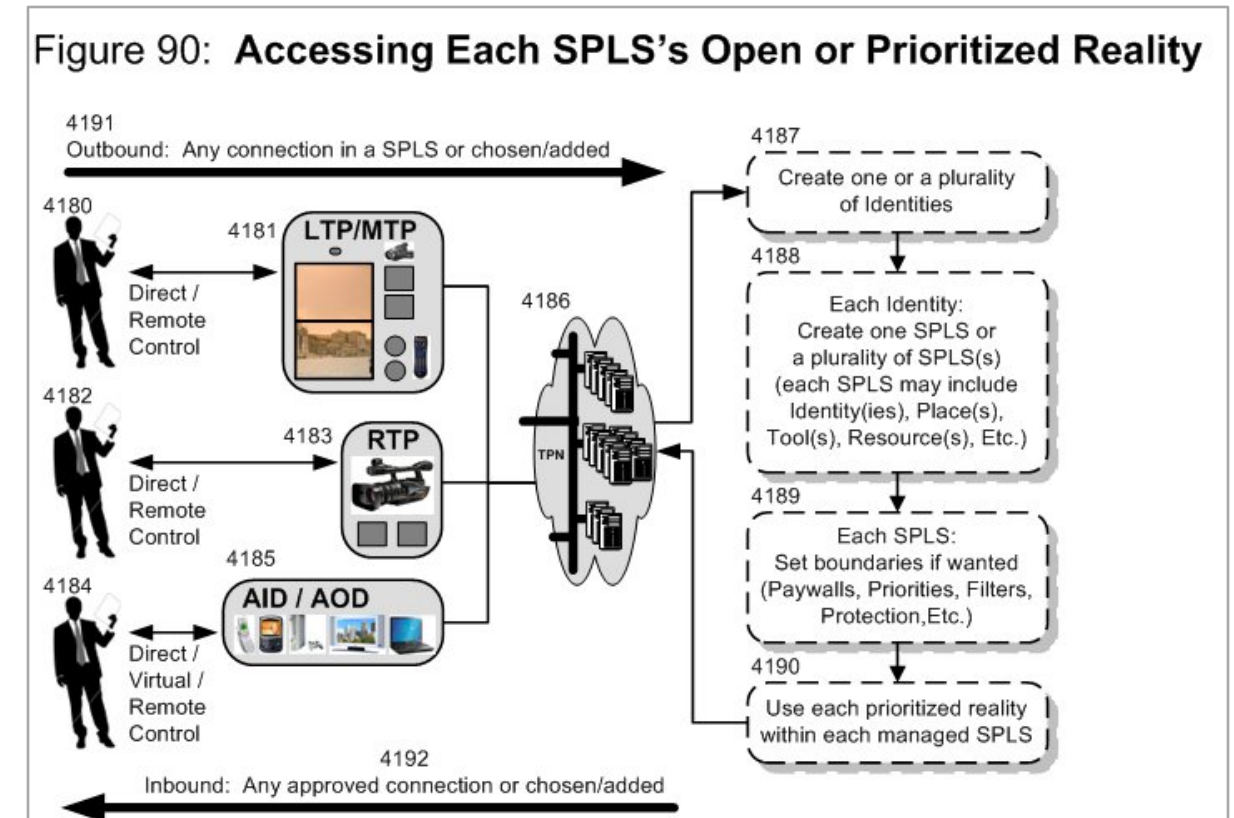 Figure 90: Accessing Each SPLS's Open or Prioritized Reality
4191
Outbound: Any connection in a SPLS or chosen/added
4180
Direct /
Remote
Control
4181
LTP/MTP
4182
Direct /
Remote
Control
4183
RTP
4184
Direct /
Virtual /
Remote
Control
4185
AID / AOD
4186
TPN
4187
Create one or a plurality
of Identities
4188
Each Identity:
Create one SPLS or
a plurality of SPLS(s)
(each SPLS may include
Identity(ies), Place(s),
Tool(s), Resource(s), Etc.)
4189
Each SPLS:
Set boundaries if wanted
(Paywalls, Priorities, Filters,
Protection,Etc.)
4190
Use each prioritized reality
within each managed SPLS
4192
Inbound: Any approved connection or chosen/added